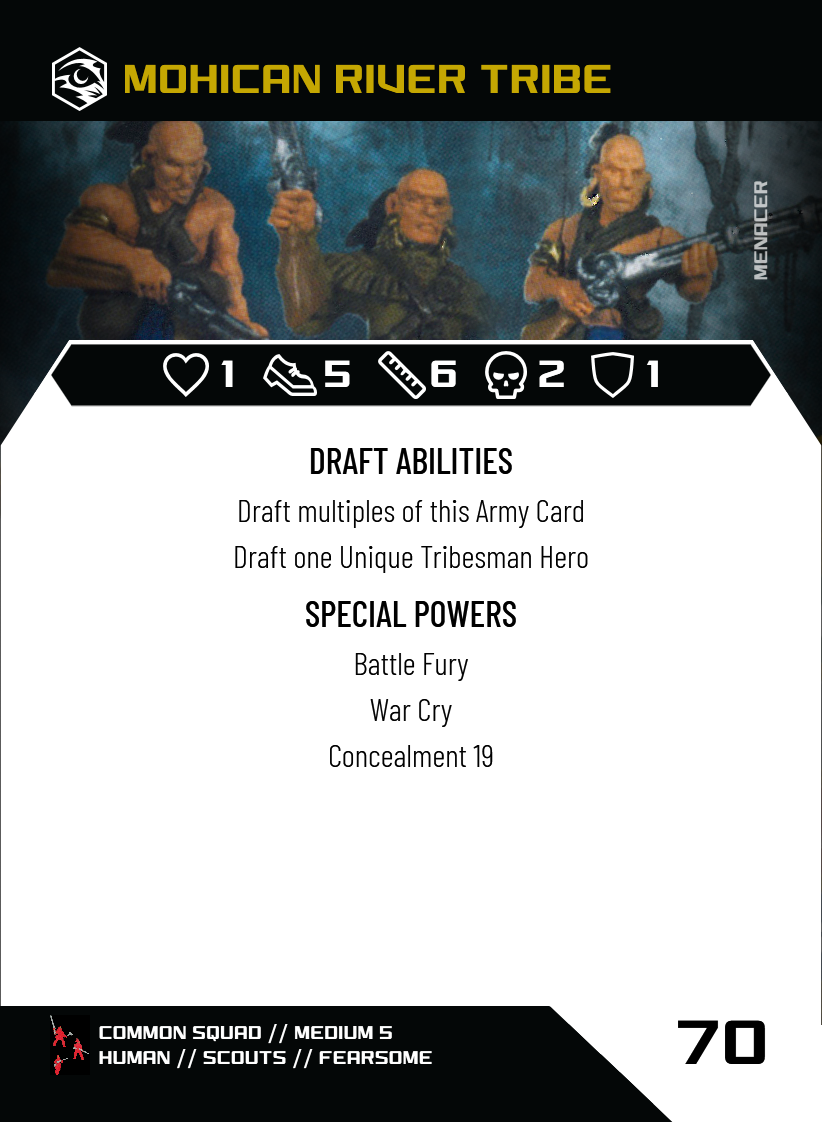 MOHICAN RIVER TRIBE
MENACER
1 5 6 2 1
DRAFT ABILITIES
Draft multiples of this Army Card
Draft one Unique Tribesman Hero
SPECIAL POWERS
Battle Fury
War Cry
Concealment 19
COMMON SQUAD // MEDIUM 5
HUMAN // SCOUTS // FEARSOME
70